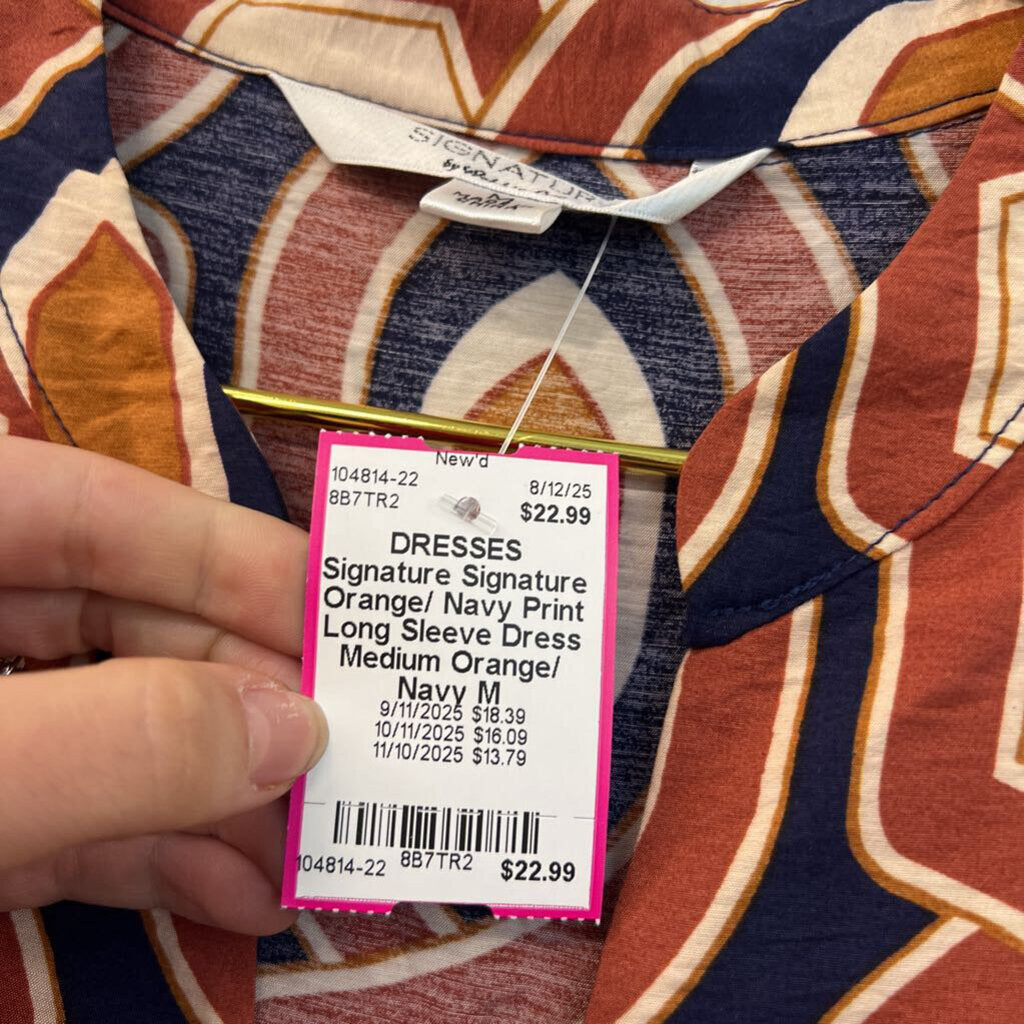 SIGNATURE
M
New'd
104814-22 8/12/25
8B7TR2 $22.99
DRESSES
Signature Signature
Orange/ Navy Print
Long Sleeve Dress
Medium Orange/
Navy M
9/11/2025 $18.39
10/11/2025 $16.09
11/10/2025 $13.79
104814-22 8B7TR2 $22.99